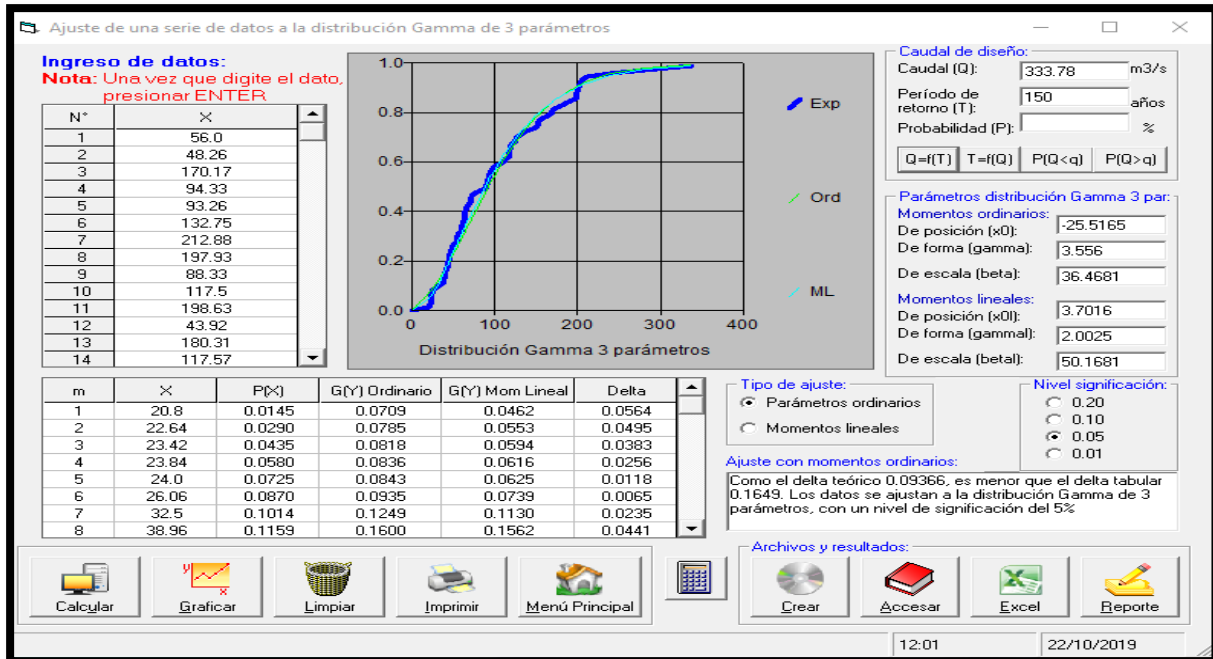 Ajuste de una serie de datos a la distribución Gamma de 3 parámetros
Ingreso de datos:
Nota: Una vez que digite el dato,
presionar ENTER
N° X
1 56.0
2 48.26
3 170.17
4 94.33
5 93.26
6 132.75
7 212.88
8 197.93
9 88.33
10 117.5
11 198.63
12 43.92
13 180.31
14 117.57
1.0
0.8
0.6
0.4
0.2
0.0
0 100 200 300 400
Distribución Gamma 3 parámetros
Exp
Ord
ML
Caudal de diseño:
Caudal (Q): 333.78 m3/s
Período de
retorno (T): 150 años
Probabilidad (P): %
Q=f(T) T=f(Q) P(Q<q) P(Q>q)
Parámetros distribución Gamma 3 par:
Momentos ordinarios:
De posición (x0): -25.5165
De forma (gamma): 3.556
De escala (beta): 36.4681
Momentos lineales:
De posición (x0l): 3.7016
De forma (gammal): 2.0025
De escala (betal): 50.1681
m X P(X) G(Y) Ordinario G(Y) Mom Lineal Delta
1 20.8 0.0145 0.0709 0.0462 0.0564
2 22.64 0.0290 0.0785 0.0553 0.0495
3 23.42 0.0435 0.0818 0.0594 0.0383
4 23.84 0.0580 0.0836 0.0616 0.0256
5 24.0 0.0725 0.0843 0.0625 0.0118
6 26.06 0.0870 0.0935 0.0739 0.0065
7 32.5 0.1014 0.1249 0.1130 0.0235
8 38.96 0.1159 0.1600 0.1562 0.0441
Tipo de ajuste:
Parámetros ordinarios
Momentos lineales
Nivel significación:
0.20
0.10
0.05
0.01
Ajuste con momentos ordinarios:
Como el delta teórico 0.09366, es menor que el delta tabular
0.1649. Los datos se ajustan a la distribución Gamma de 3
parámetros, con un nivel de significación del 5%
Calcular
y x
Graficar
Limpiar
Imprimir
Menú Principal
Archivos y resultados:
Crear
Accesar
Excel
Reporte
12:01 22/10/2019